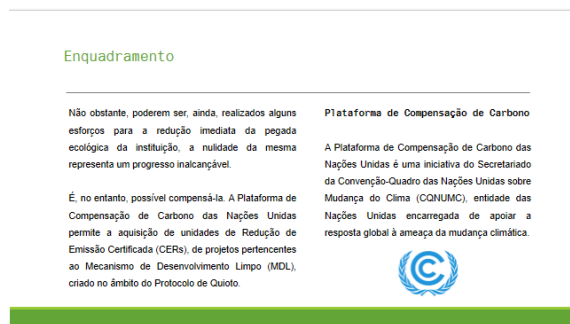 Enquadramento
Não obstante, poderem ser, ainda, realizados alguns
esforços para a redução imediata da pegada
ecológica da instituição, a nulidade da mesma
representa um progresso inalcançável.
É, no entanto, possível compensá-la. A Plataforma de
Compensação de Carbono das Nações Unidas
permite a aquisição de unidades de Redução de
Emissão Certificada (CERs), de projetos pertencentes
ao Mecanismo de Desenvolvimento Limpo (MDL),
criado no âmbito do Protocolo de Quioto.
Plataforma de Compensação de Carbono
A Plataforma de Compensação de Carbono das
Nações Unidas é uma iniciativa do Secretariado
da Convenção-Quadro das Nações Unidas sobre
Mudança do Clima (CQNUMC), entidade das
Nações Unidas encarregada de apoiar a
resposta global à ameaça da mudança climática.